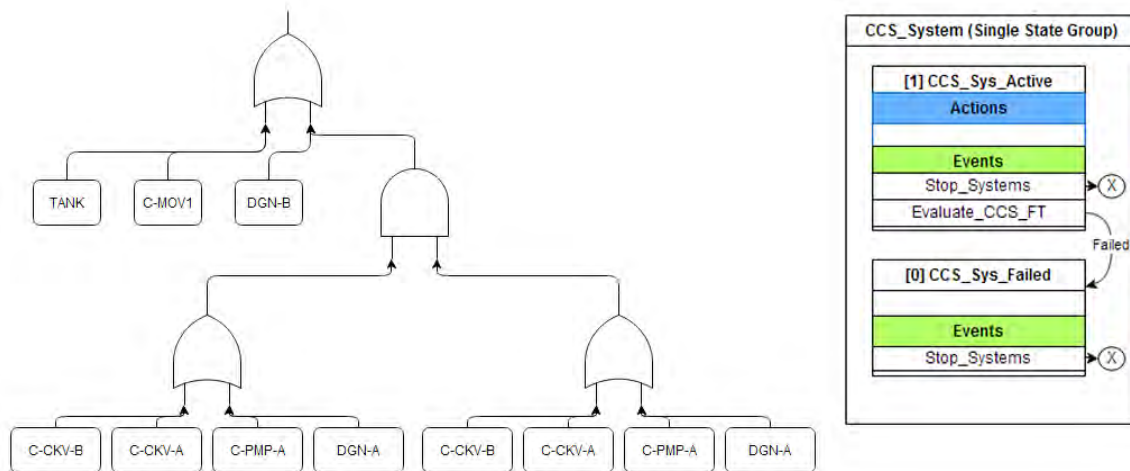 TANK
C-MOV1
DGN-B
C-CKV-B
C-CKV-A
C-PMP-A
DGN-A
C-CKV-B
C-CKV-A
C-PMP-A
DGN-A
CCS_System (Single State Group)
[1] CCS_Sys_Active
Actions
Events
Stop_Systems
X
Evaluate_CCS_FT
Failed
[0] CCS_Sys_Failed
Events
Stop_Systems
X